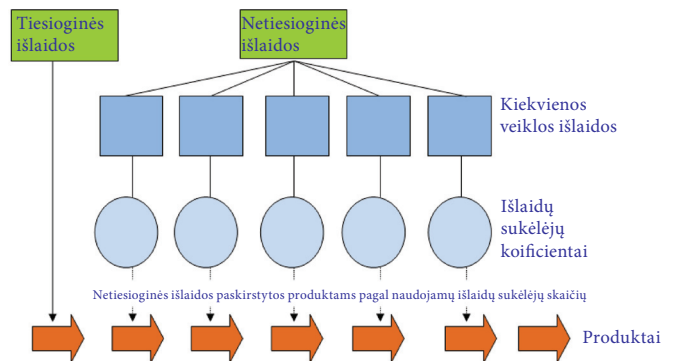 Tiesioginės
išlaidos
Netiesioginės
išlaidos
Kiekvienos
veiklos išlaidos
Išlaidų
sukėlėjų
koificientai
Netiesioginės išlaidos paskirstytos produktams pagal naudojamų išlaidų sukėlėjų skaičių
Produktai